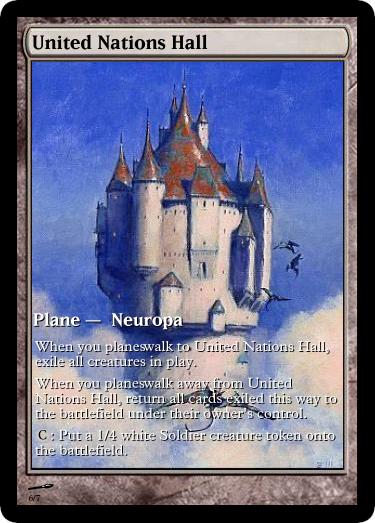 United Nations Hall
Plane — Neuropa
When you planeswalk to United Nations Hall,
exile all creatures in play.
When you planeswalk away from United
Nations Hall, return all cards exiled this way to
the battlefield under their owner's control.
C : Put a 1/4 white Soldier creature token onto
the battlefield.
6/7